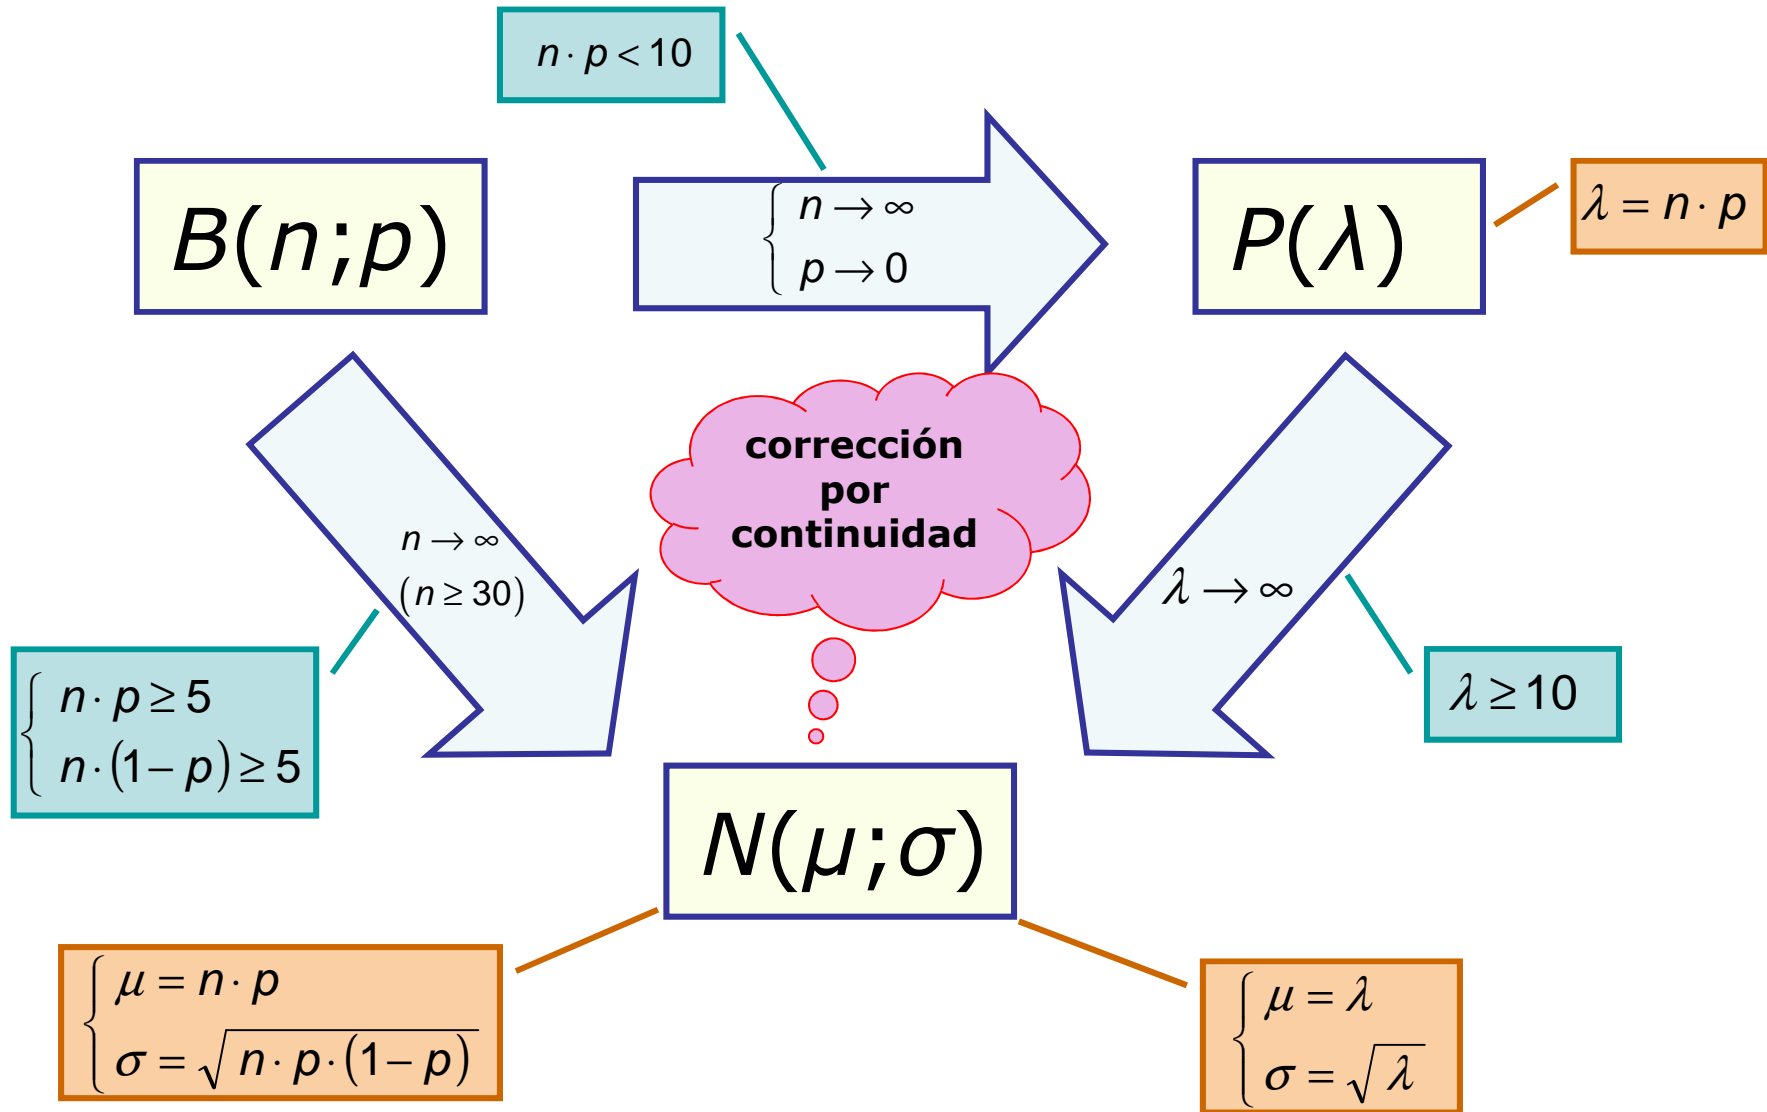 n · p < 10
B(n;p)
n → ∞
p → 0
P(λ)
λ = n · p
corrección
por
continuidad
n → ∞
(n ≥ 30)
λ → ∞
n · p ≥ 5
n · (1 − p) ≥ 5
λ ≥ 10
N(μ;σ)
μ = n · p
σ = √n · p · (1 − p)
μ = λ
σ = √λ